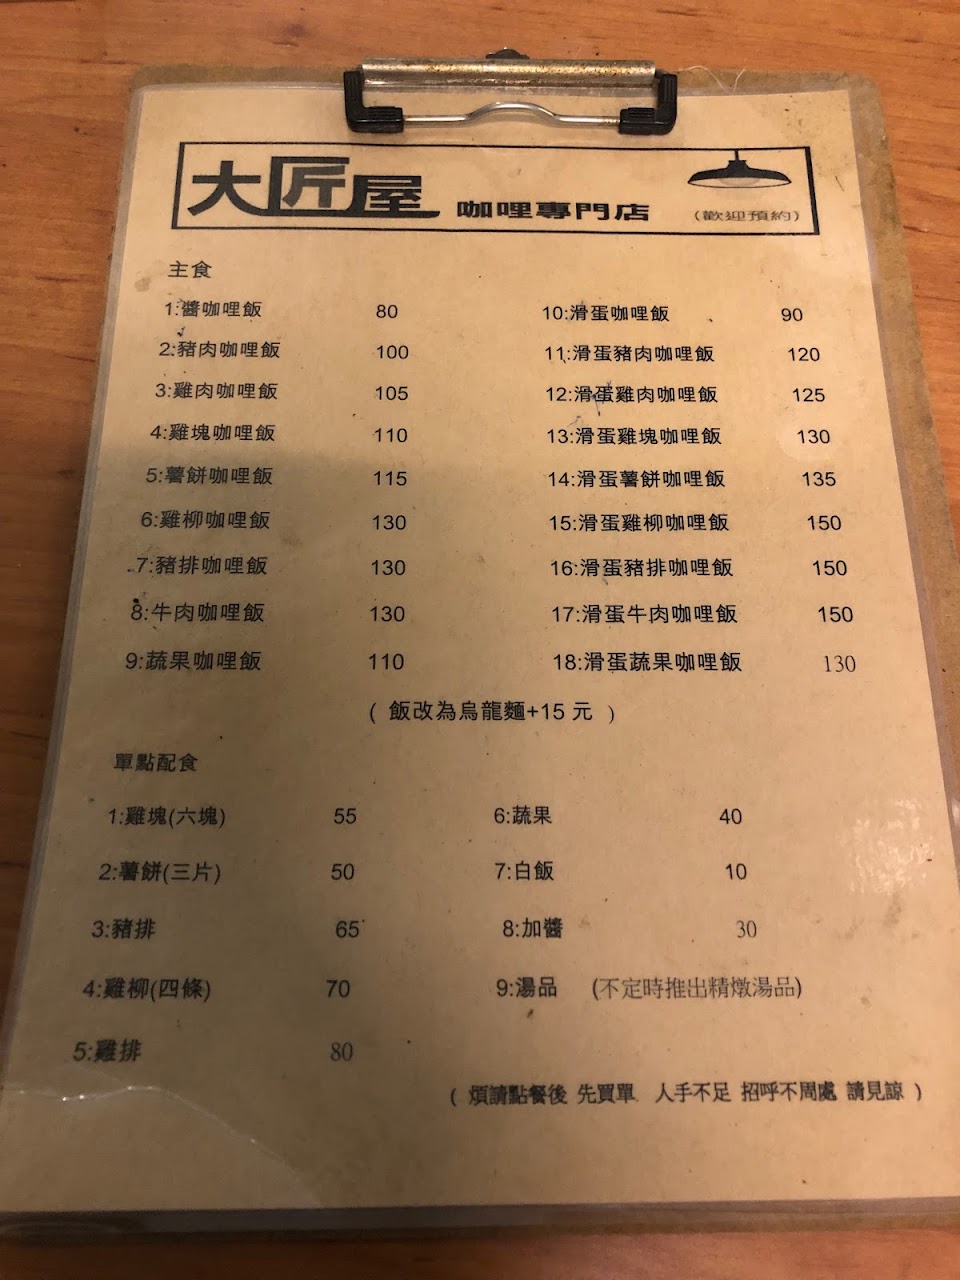 大匠屋 咖哩專門店 (歡迎預約)
主食
1:醬咖哩飯 80 10:滑蛋咖哩飯 90
2:豬肉咖哩飯 100 11:滑蛋豬肉咖哩飯 120
3:雞肉咖哩飯 105 12:滑蛋雞肉咖哩飯 125
4:雞塊咖哩飯 110 13:滑蛋雞塊咖哩飯 130
5:薯餅咖哩飯 115 14:滑蛋薯餅咖哩飯 135
6:雞柳咖哩飯 130 15:滑蛋雞柳咖哩飯 150
7:豬排咖哩飯 130 16:滑蛋豬排咖哩飯 150
8:牛肉咖哩飯 130 17:滑蛋牛肉咖哩飯 150
9:蔬果咖哩飯 110 18:滑蛋蔬果咖哩飯 130
( 飯改為烏龍麵+15 元 )
單點配食
1:雞塊(六塊) 55 6:蔬果 40
2:薯餅(三片) 50 7:白飯 10
3:豬排 65 8:加醬 30
4:雞柳(四條) 70 9:湯品 (不定時推出精燉湯品)
5:雞排 80
( 煩請點餐後 先買單 人手不足 招呼不周處 請見諒 )